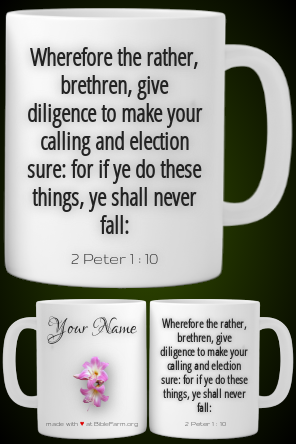 Wherefore the rather,
brethren, give
diligence to make your
calling and election
sure: for if ye do these
things, ye shall never
fall:
2 Peter 1 : 10
Your Name
made with ♥ at BibleFarm.org
Wherefore the rather,
brethren, give
diligence to make your
calling and election
sure: for if ye do these
things, ye shall never
fall:
2 Peter 1 : 10